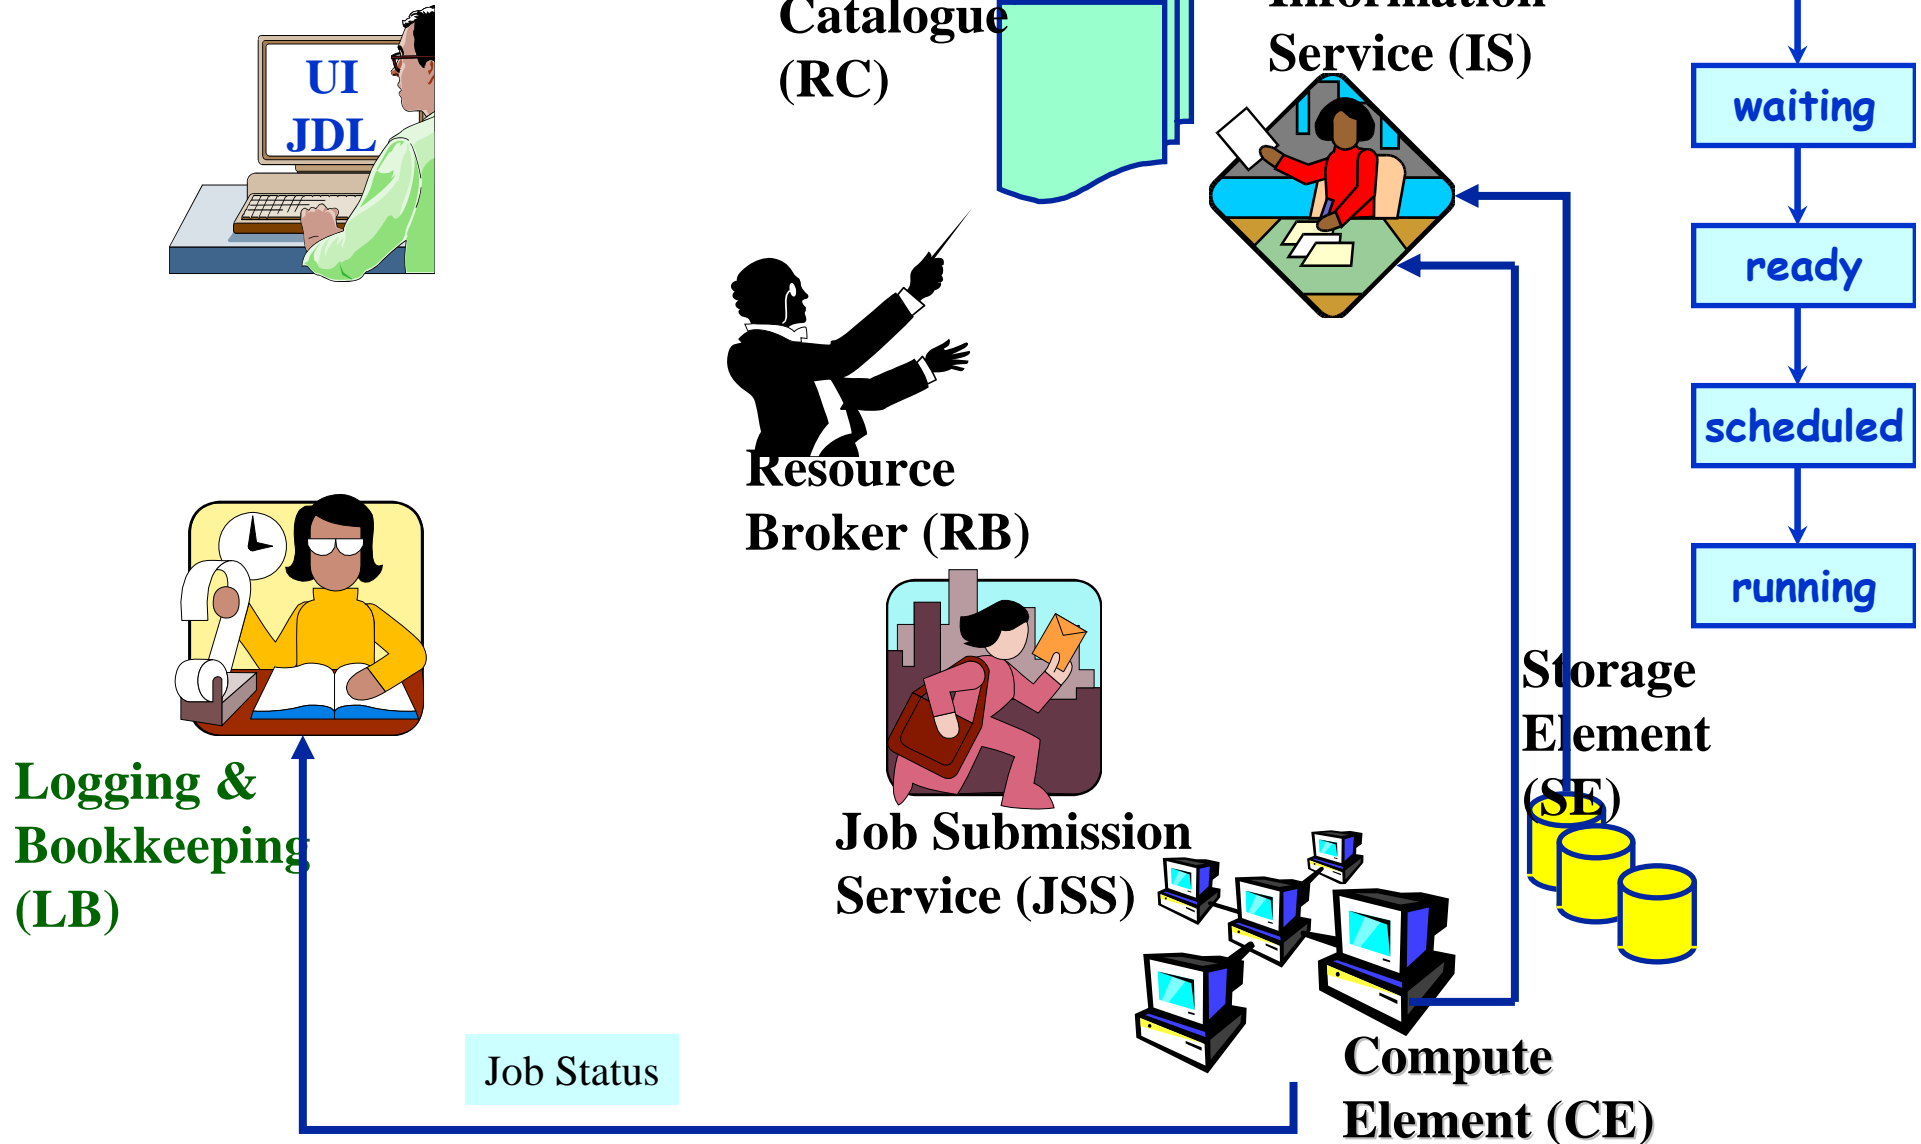 UI
JDL
Catalogue
(RC)
Information
Service (IS)
waiting
ready
scheduled
running
Resource
Broker (RB)
Storage
Element
(SE)
Logging &
Bookkeeping
(LB)
Job Submission
Service (JSS)
Job Status
Compute
Element (CE)